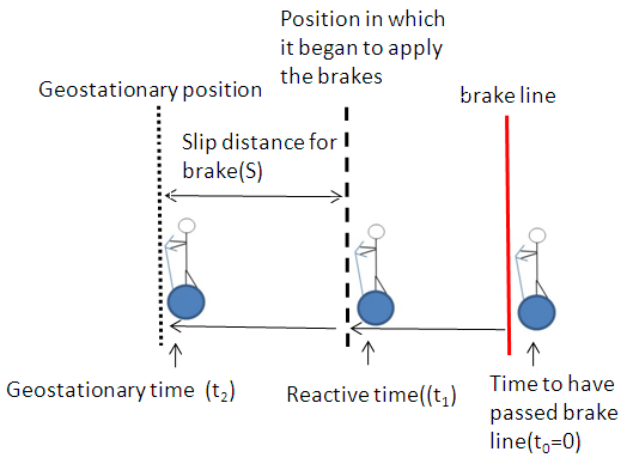 Position in which
it began to apply
the brakes
Geostationary position
brake line
Slip distance for
brake(S)
Geostationary time (t₂)
Reactive time((t₁)
Time to have
passed brake
line(t₀=0)